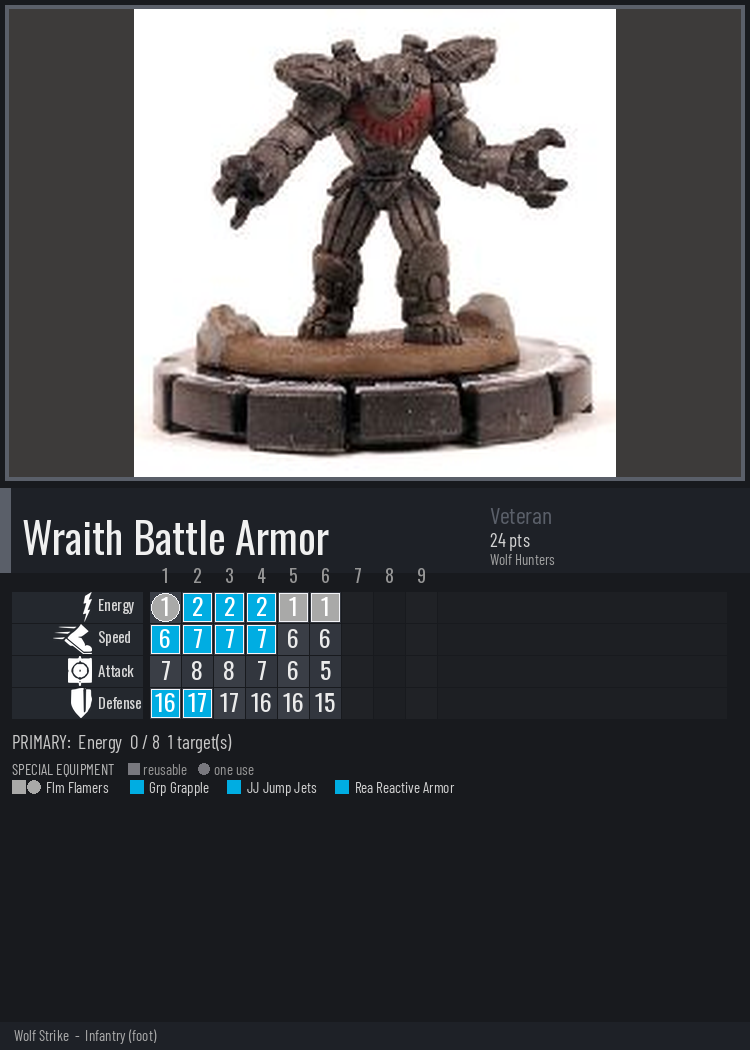 Wraith Battle Armor
Veteran
24 pts
Wolf Hunters
1 2 3 4 5 6 7 8 9
Energy 1 2 2 2 1 1
Speed 6 7 7 7 6 6
Attack 7 8 8 7 6 5
Defense 16 17 17 16 16 15
PRIMARY: Energy 0 / 8 1 target(s)
SPECIAL EQUIPMENT reusable one use
Flm Flamers Grp Grapple JJ Jump Jets Rea Reactive Armor
Wolf Strike - Infantry (foot)